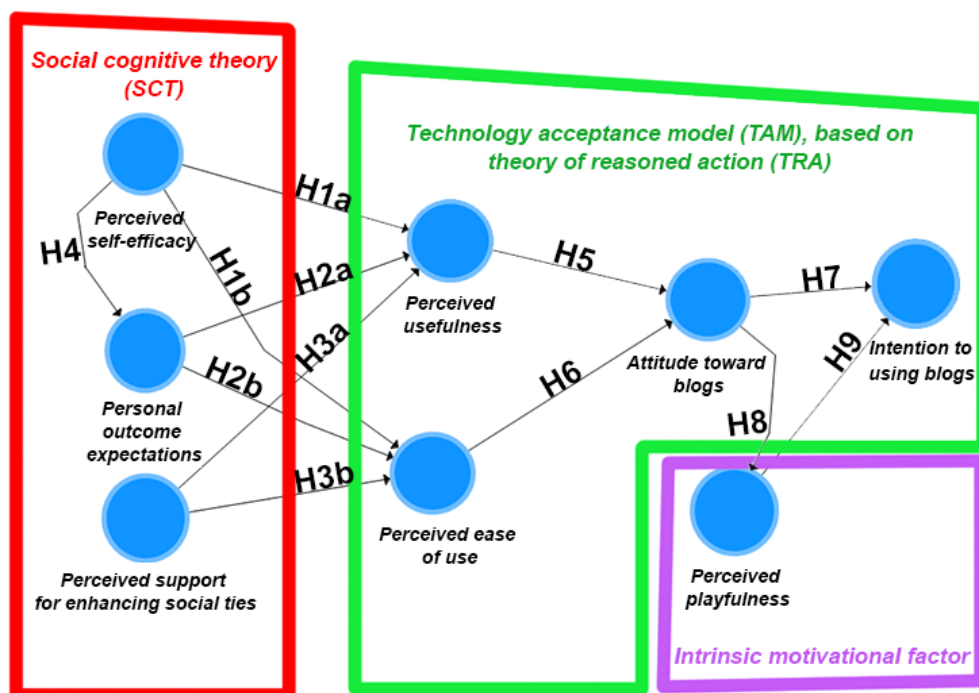 Social cognitive theory
(SCT)
Perceived
self-efficacy
Personal
outcome
expectations
Perceived support
for enhancing social ties
H4
H1a
H1b
H2a
H3a
H2b
H3b
Technology acceptance model (TAM), based on
theory of reasoned action (TRA)
Perceived
usefulness
Perceived ease
of use
H5
H6
Attitude toward
blogs
H7
H8
H9
Intention to
using blogs
Perceived
playfulness
Intrinsic motivational factor